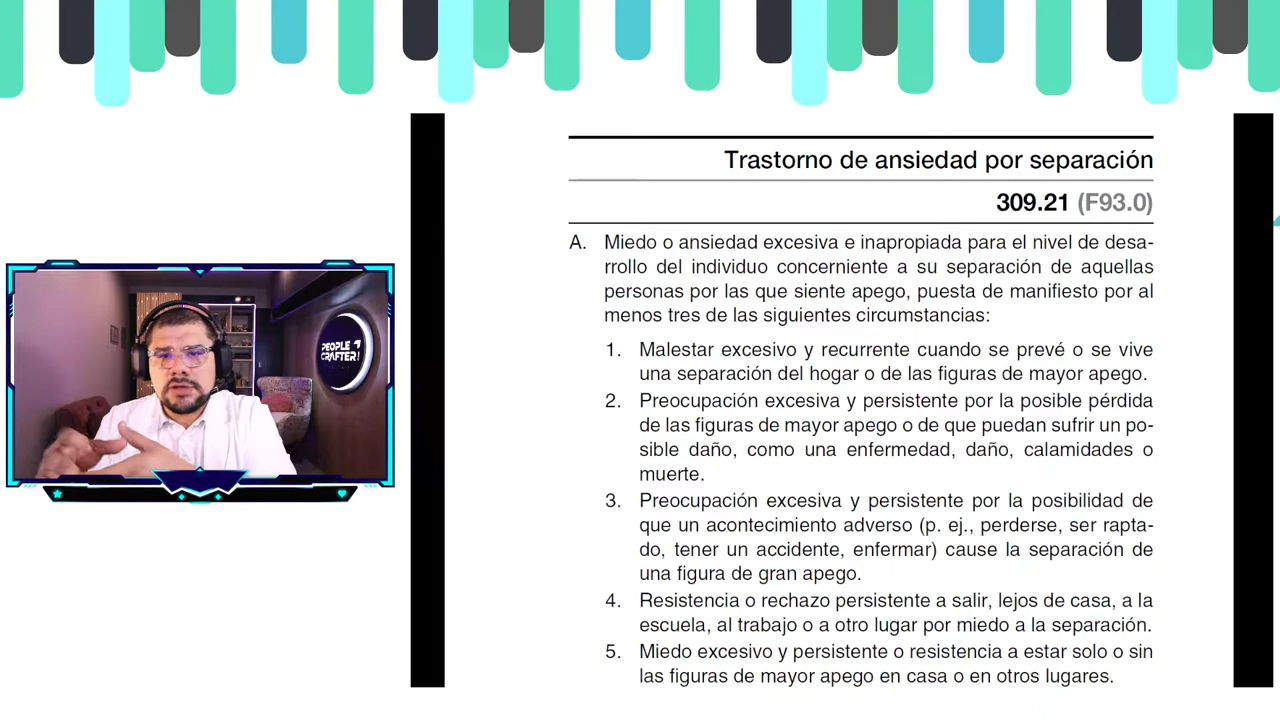 Trastorno de ansiedad por separación
309.21 (F93.0)
A. Miedo o ansiedad excesiva e inapropiada para el nivel de desa-
rrollo del individuo concerniente a su separación de aquellas
personas por las que siente apego, puesta de manifiesto por al
menos tres de las siguientes circunstancias:
1. Malestar excesivo y recurrente cuando se prevé o se vive
una separación del hogar o de las figuras de mayor apego.
2. Preocupación excesiva y persistente por la posible pérdida
de las figuras de mayor apego o de que puedan sufrir un po-
sible daño, como una enfermedad, daño, calamidades o
muerte.
3. Preocupación excesiva y persistente por la posibilidad de
que un acontecimiento adverso (p. ej., perderse, ser rapta-
do, tener un accidente, enfermar) cause la separación de
una figura de gran apego.
4. Resistencia o rechazo persistente a salir, lejos de casa, a la
escuela, al trabajo o a otro lugar por miedo a la separación.
5. Miedo excesivo y persistente o resistencia a estar solo o sin
las figuras de mayor apego en casa o en otros lugares.
PEOPLE
CRAFTER!